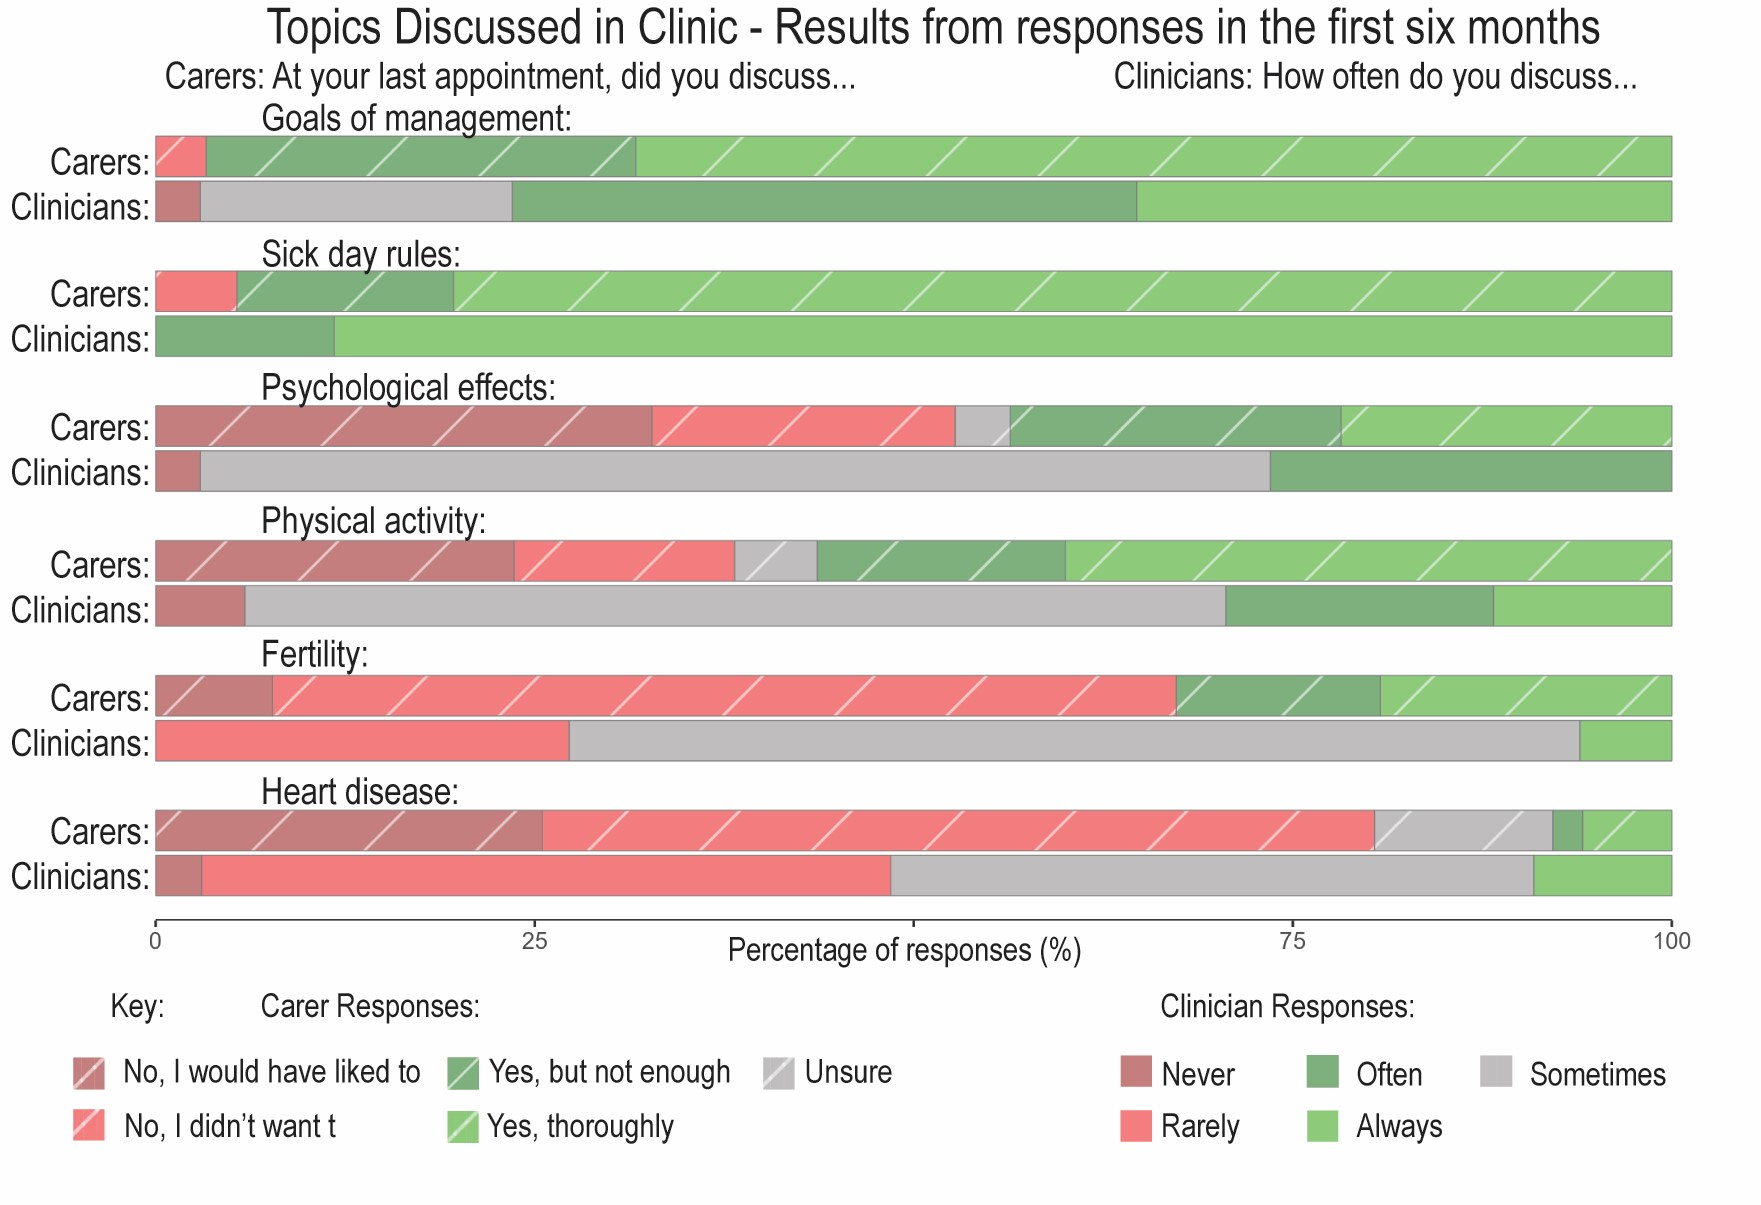 Topics Discussed in Clinic - Results from responses in the first six months
Carers: At your last appointment, did you discuss... Clinicians: How often do you discuss...
Goals of management:
Carers:
Clinicians:
Sick day rules:
Carers:
Clinicians:
Psychological effects:
Carers:
Clinicians:
Physical activity:
Carers:
Clinicians:
Fertility:
Carers:
Clinicians:
Heart disease:
Carers:
Clinicians:
0 25 75 100
Percentage of responses (%)
Key: Carer Responses: Clinician Responses:
No, I would have liked to Yes, but not enough Unsure Never Often Sometimes
No, I didn't want t Yes, thoroughly Rarely Always